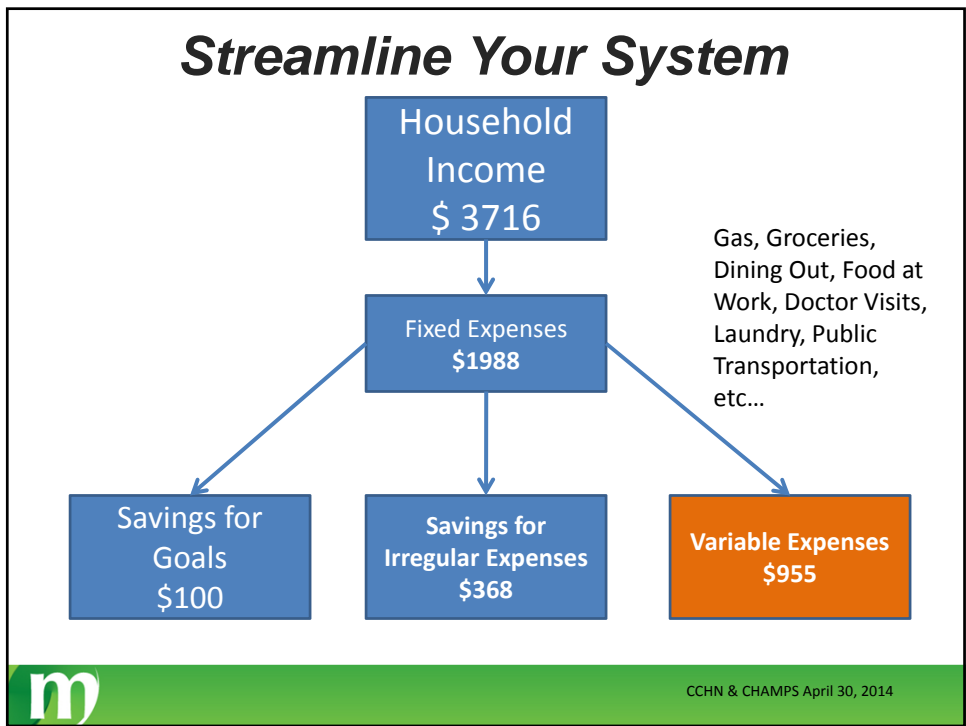 Streamline Your System
Household
Income
$ 3716
Gas, Groceries,
Dining Out, Food at
Work, Doctor Visits,
Laundry, Public
Transportation,
etc…
Fixed Expenses
$1988
Savings for
Goals
$100
Savings for
Irregular Expenses
$368
Variable Expenses
$955
m
CCHN & CHAMPS April 30, 2014